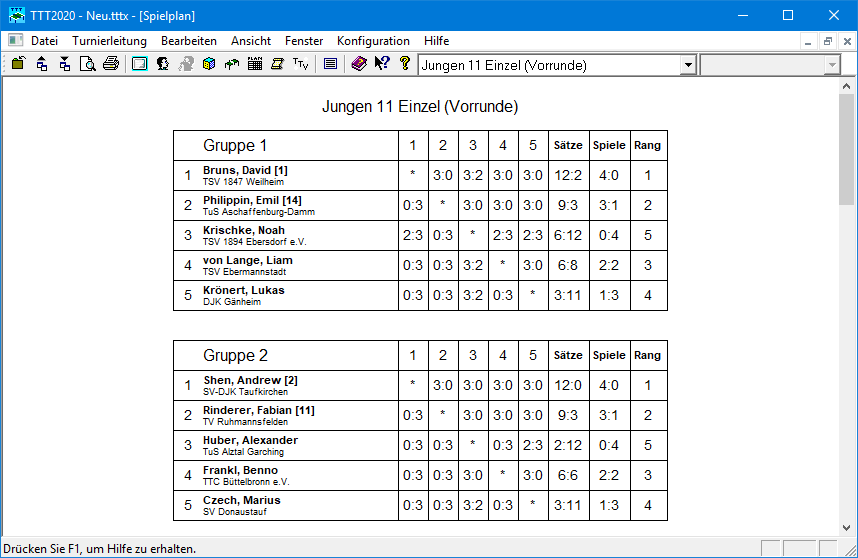 TTT2020 - Neu.tttx - [Spielplan]
Datei Turnierleitung Bearbeiten Ansicht Fenster Konfiguration Hilfe
TTV Jungen 11 Einzel (Vorrunde)
Jungen 11 Einzel (Vorrunde)
Gruppe 1 1 2 3 4 5 Sätze Spiele Rang
1 Bruns, David [1] * 3:0 3:2 3:0 3:0 12:2 4:0 1
TSV 1847 Weilheim
2 Philippin, Emil [14] 0:3 * 3:0 3:0 3:0 9:3 3:1 2
TuS Aschaffenburg-Damm
3 Krischke, Noah 2:3 0:3 * 2:3 2:3 6:12 0:4 5
TSV 1894 Ebersdorf e.V.
4 von Lange, Liam 0:3 0:3 3:2 * 3:0 6:8 2:2 3
TSV Ebermannstadt
5 Krönert, Lukas 0:3 0:3 3:2 0:3 * 3:11 1:3 4
DJK Gänheim
Gruppe 2 1 2 3 4 5 Sätze Spiele Rang
1 Shen, Andrew [2] * 3:0 3:0 3:0 3:0 12:0 4:0 1
SV-DJK Taufkirchen
2 Rinderer, Fabian [11] 0:3 * 3:0 3:0 3:0 9:3 3:1 2
TV Ruhmannsfelden
3 Huber, Alexander 0:3 0:3 * 0:3 2:3 2:12 0:4 5
TuS Alztal Garching
4 Frankl, Benno 0:3 0:3 3:0 * 3:0 6:6 2:2 3
TTC Büttelbronn e.V.
5 Czech, Marius 0:3 0:3 3:2 0:3 * 3:11 1:3 4
SV Donaustauf
Drücken Sie F1, um Hilfe zu erhalten.